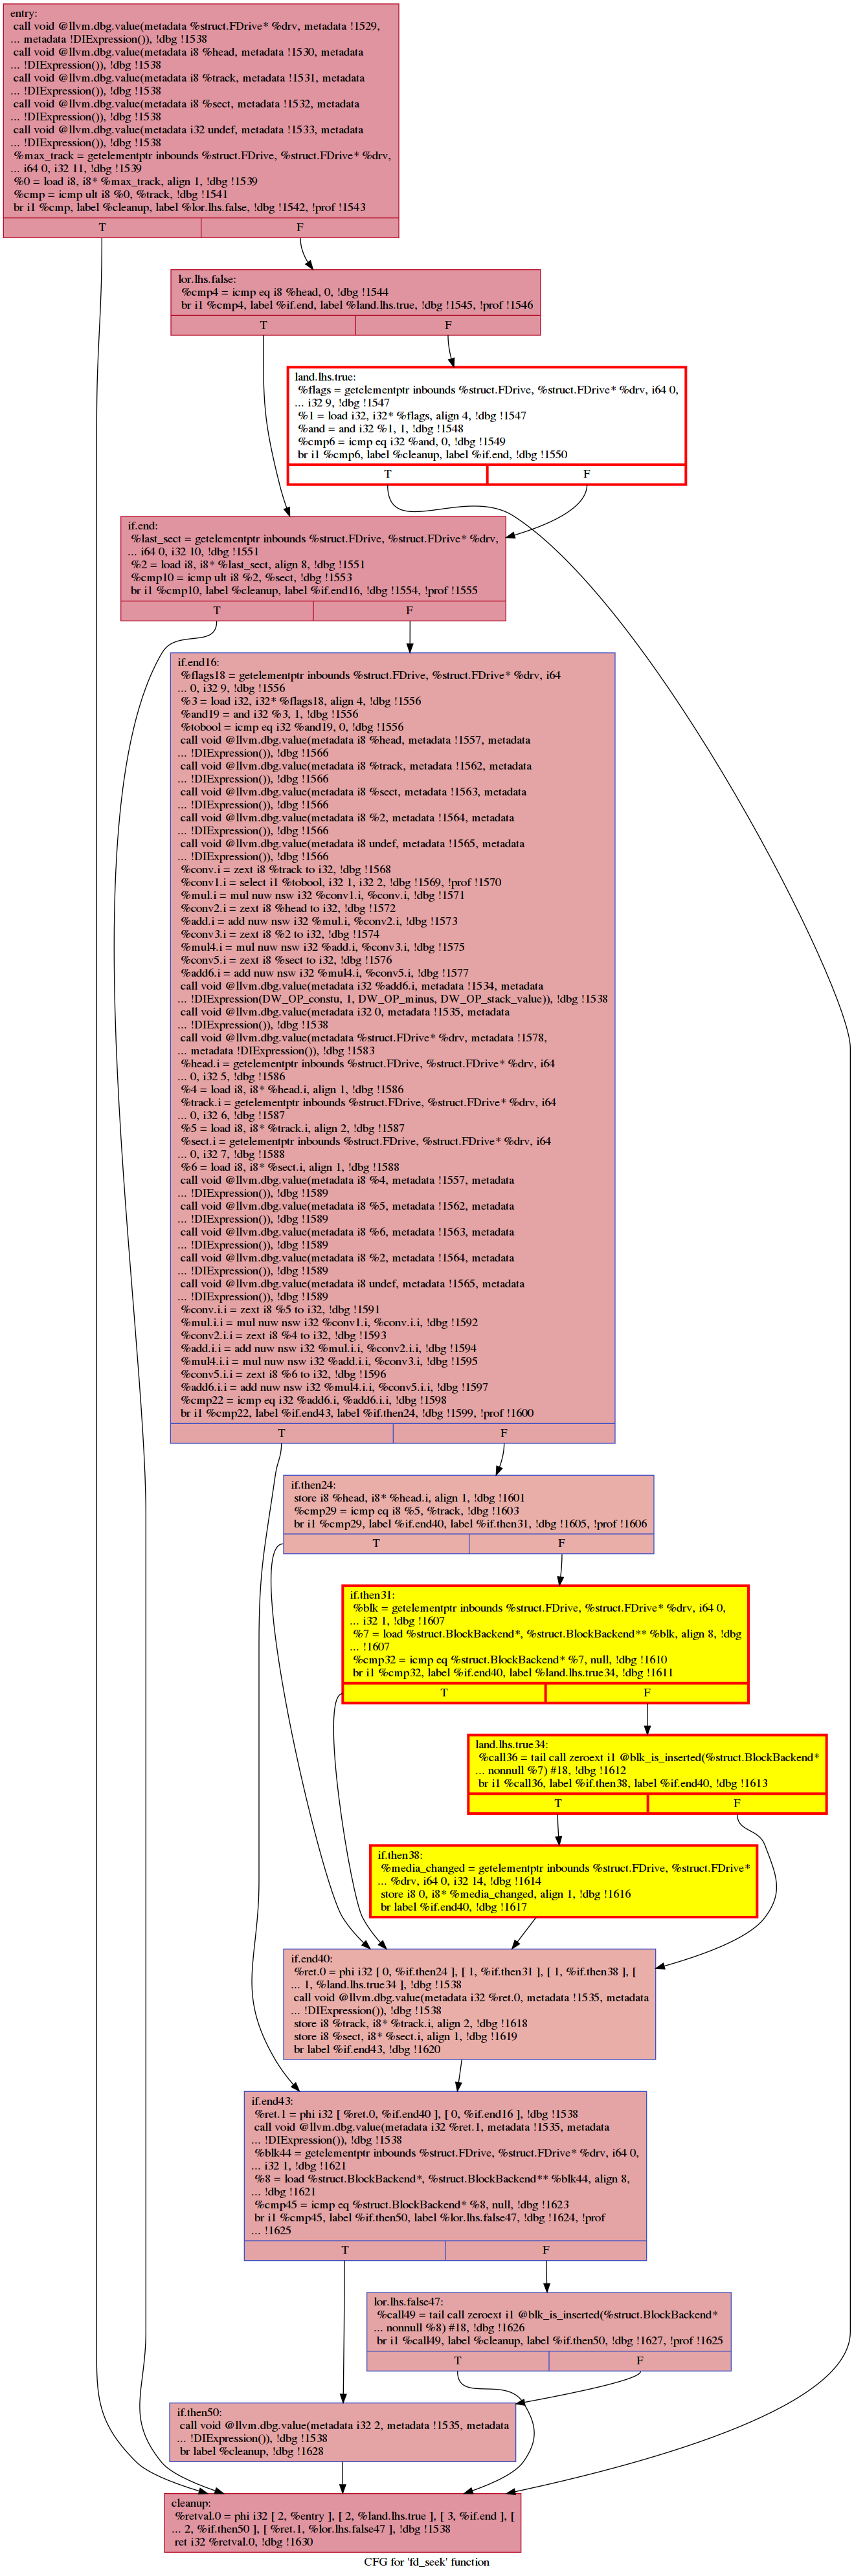 entry:
call void @llvm.dbg.value(metadata %struct.FDrive* %drv, metadata !1529,
... metadata !DIExpression()), !dbg !1538
call void @llvm.dbg.value(metadata i8 %head, metadata !1530, metadata
... !DIExpression()), !dbg !1538
call void @llvm.dbg.value(metadata i8 %track, metadata !1531, metadata
... !DIExpression()), !dbg !1538
call void @llvm.dbg.value(metadata i8 %sect, metadata !1532, metadata
... !DIExpression()), !dbg !1538
call void @llvm.dbg.value(metadata i32 undef, metadata !1533, metadata
... !DIExpression()), !dbg !1538
%max_track = getelementptr inbounds %struct.FDrive, %struct.FDrive* %drv,
... i64 0, i32 11, !dbg !1539
%0 = load i8, i8* %max_track, align 1, !dbg !1539
%cmp = icmp ult i8 %0, %track, !dbg !1541
br i1 %cmp, label %cleanup, label %lor.lhs.false, !dbg !1542, !prof !1543
T F
lor.lhs.false:
%cmp4 = icmp eq i8 %head, 0, !dbg !1544
br i1 %cmp4, label %if.end, label %land.lhs.true, !dbg !1545, !prof !1546
T F
land.lhs.true:
%flags = getelementptr inbounds %struct.FDrive, %struct.FDrive* %drv, i64 0,
... i32 9, !dbg !1547
%1 = load i32, i32* %flags, align 4, !dbg !1547
%and = and i32 %1, 1, !dbg !1548
%cmp6 = icmp eq i32 %and, 0, !dbg !1549
br i1 %cmp6, label %cleanup, label %if.end, !dbg !1550
T F
if.end:
%last_sect = getelementptr inbounds %struct.FDrive, %struct.FDrive* %drv,
... i64 0, i32 10, !dbg !1551
%2 = load i8, i8* %last_sect, align 8, !dbg !1551
%cmp10 = icmp ult i8 %2, %sect, !dbg !1553
br i1 %cmp10, label %cleanup, label %if.end16, !dbg !1554, !prof !1555
T F
if.end16:
%flags18 = getelementptr inbounds %struct.FDrive, %struct.FDrive* %drv, i64
... 0, i32 9, !dbg !1556
%3 = load i32, i32* %flags18, align 4, !dbg !1556
%and19 = and i32 %3, 1, !dbg !1556
%tobool = icmp eq i32 %and19, 0, !dbg !1556
call void @llvm.dbg.value(metadata i8 %head, metadata !1557, metadata
... !DIExpression()), !dbg !1566
call void @llvm.dbg.value(metadata i8 %track, metadata !1562, metadata
... !DIExpression()), !dbg !1566
call void @llvm.dbg.value(metadata i8 %sect, metadata !1563, metadata
... !DIExpression()), !dbg !1566
call void @llvm.dbg.value(metadata i8 %2, metadata !1564, metadata
... !DIExpression()), !dbg !1566
call void @llvm.dbg.value(metadata i8 undef, metadata !1565, metadata
... !DIExpression()), !dbg !1566
%conv.i = zext i8 %track to i32, !dbg !1568
%conv1.i = select i1 %tobool, i32 1, i32 2, !dbg !1569, !prof !1570
%mul.i = mul nuw nsw i32 %conv1.i, %conv.i, !dbg !1571
%conv2.i = zext i8 %head to i32, !dbg !1572
%add.i = add nuw nsw i32 %mul.i, %conv2.i, !dbg !1573
%conv3.i = zext i8 %2 to i32, !dbg !1574
%mul4.i = mul nuw nsw i32 %add.i, %conv3.i, !dbg !1575
%conv5.i = zext i8 %sect to i32, !dbg !1576
%add6.i = add nuw nsw i32 %mul4.i, %conv5.i, !dbg !1577
call void @llvm.dbg.value(metadata i32 %add6.i, metadata !1534, metadata
... !DIExpression(DW_OP_constu, 1, DW_OP_minus, DW_OP_stack_value)), !dbg !1538
call void @llvm.dbg.value(metadata i32 0, metadata !1535, metadata
... !DIExpression()), !dbg !1538
call void @llvm.dbg.value(metadata %struct.FDrive* %drv, metadata !1578,
... metadata !DIExpression()), !dbg !1583
%head.i = getelementptr inbounds %struct.FDrive, %struct.FDrive* %drv, i64
... 0, i32 5, !dbg !1586
%4 = load i8, i8* %head.i, align 1, !dbg !1586
%track.i = getelementptr inbounds %struct.FDrive, %struct.FDrive* %drv, i64
... 0, i32 6, !dbg !1587
%5 = load i8, i8* %track.i, align 2, !dbg !1587
%sect.i = getelementptr inbounds %struct.FDrive, %struct.FDrive* %drv, i64
... 0, i32 7, !dbg !1588
%6 = load i8, i8* %sect.i, align 1, !dbg !1588
call void @llvm.dbg.value(metadata i8 %4, metadata !1557, metadata
... !DIExpression()), !dbg !1589
call void @llvm.dbg.value(metadata i8 %5, metadata !1562, metadata
... !DIExpression()), !dbg !1589
call void @llvm.dbg.value(metadata i8 %6, metadata !1563, metadata
... !DIExpression()), !dbg !1589
call void @llvm.dbg.value(metadata i8 %2, metadata !1564, metadata
... !DIExpression()), !dbg !1589
call void @llvm.dbg.value(metadata i8 undef, metadata !1565, metadata
... !DIExpression()), !dbg !1589
%conv.i.i = zext i8 %5 to i32, !dbg !1591
%mul.i.i = mul nuw nsw i32 %conv1.i, %conv.i.i, !dbg !1592
%conv2.i.i = zext i8 %4 to i32, !dbg !1593
%add.i.i = add nuw nsw i32 %mul.i.i, %conv2.i.i, !dbg !1594
%mul4.i.i = mul nuw nsw i32 %add.i.i, %conv3.i, !dbg !1595
%conv5.i.i = zext i8 %6 to i32, !dbg !1596
%add6.i.i = add nuw nsw i32 %mul4.i.i, %conv5.i.i, !dbg !1597
%cmp22 = icmp eq i32 %add6.i, %add6.i.i, !dbg !1598
br i1 %cmp22, label %if.end43, label %if.then24, !dbg !1599, !prof !1600
T F
if.then24:
store i8 %head, i8* %head.i, align 1, !dbg !1601
%cmp29 = icmp eq i8 %5, %track, !dbg !1603
br i1 %cmp29, label %if.end40, label %if.then31, !dbg !1605, !prof !1606
T F
if.then31:
%blk = getelementptr inbounds %struct.FDrive, %struct.FDrive* %drv, i64 0,
... i32 1, !dbg !1607
%7 = load %struct.BlockBackend*, %struct.BlockBackend** %blk, align 8, !dbg
... !1607
%cmp32 = icmp eq %struct.BlockBackend* %7, null, !dbg !1610
br i1 %cmp32, label %if.end40, label %land.lhs.true34, !dbg !1611
T F
land.lhs.true34:
%call36 = tail call zeroext i1 @blk_is_inserted(%struct.BlockBackend*
... nonnull %7) #18, !dbg !1612
br i1 %call36, label %if.then38, label %if.end40, !dbg !1613
T F
if.then38:
%media_changed = getelementptr inbounds %struct.FDrive, %struct.FDrive*
... %drv, i64 0, i32 14, !dbg !1614
store i8 0, i8* %media_changed, align 1, !dbg !1616
br label %if.end40, !dbg !1617
if.end40:
%ret.0 = phi i32 [ 0, %if.then24 ], [ 1, %if.then31 ], [ 1, %if.then38 ], [
... 1, %land.lhs.true34 ], !dbg !1538
call void @llvm.dbg.value(metadata i32 %ret.0, metadata !1535, metadata
... !DIExpression()), !dbg !1538
store i8 %track, i8* %track.i, align 2, !dbg !1618
store i8 %sect, i8* %sect.i, align 1, !dbg !1619
br label %if.end43, !dbg !1620
if.end43:
%ret.1 = phi i32 [ %ret.0, %if.end40 ], [ 0, %if.end16 ], !dbg !1538
call void @llvm.dbg.value(metadata i32 %ret.1, metadata !1535, metadata
... !DIExpression()), !dbg !1538
%blk44 = getelementptr inbounds %struct.FDrive, %struct.FDrive* %drv, i64 0,
... i32 1, !dbg !1621
%8 = load %struct.BlockBackend*, %struct.BlockBackend** %blk44, align 8,
... !dbg !1621
%cmp45 = icmp eq %struct.BlockBackend* %8, null, !dbg !1623
br i1 %cmp45, label %if.then50, label %lor.lhs.false47, !dbg !1624, !prof
... !1625
T F
lor.lhs.false47:
%call49 = tail call zeroext i1 @blk_is_inserted(%struct.BlockBackend*
... nonnull %8) #18, !dbg !1626
br i1 %call49, label %cleanup, label %if.then50, !dbg !1627, !prof !1625
T F
if.then50:
call void @llvm.dbg.value(metadata i32 2, metadata !1535, metadata
... !DIExpression()), !dbg !1538
br label %cleanup, !dbg !1628
cleanup:
%retval.0 = phi i32 [ 2, %entry ], [ 2, %land.lhs.true ], [ 3, %if.end ], [
... 2, %if.then50 ], [ %ret.1, %lor.lhs.false47 ], !dbg !1538
ret i32 %retval.0, !dbg !1630
CFG for 'fd_seek' function